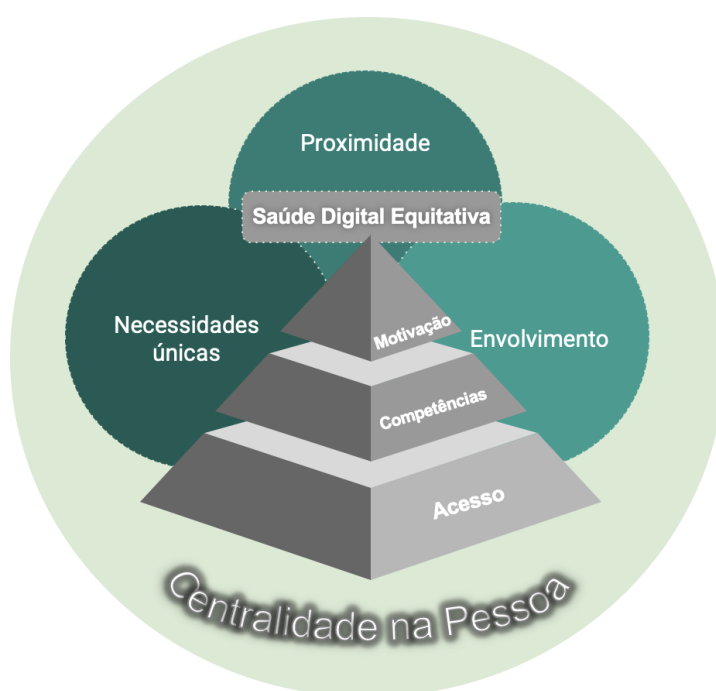 Proximidade
Saúde Digital Equitativa
Necessidades
únicas
Motivação
Envolvimento
Competências
Acesso
Centralidade na Pessoa